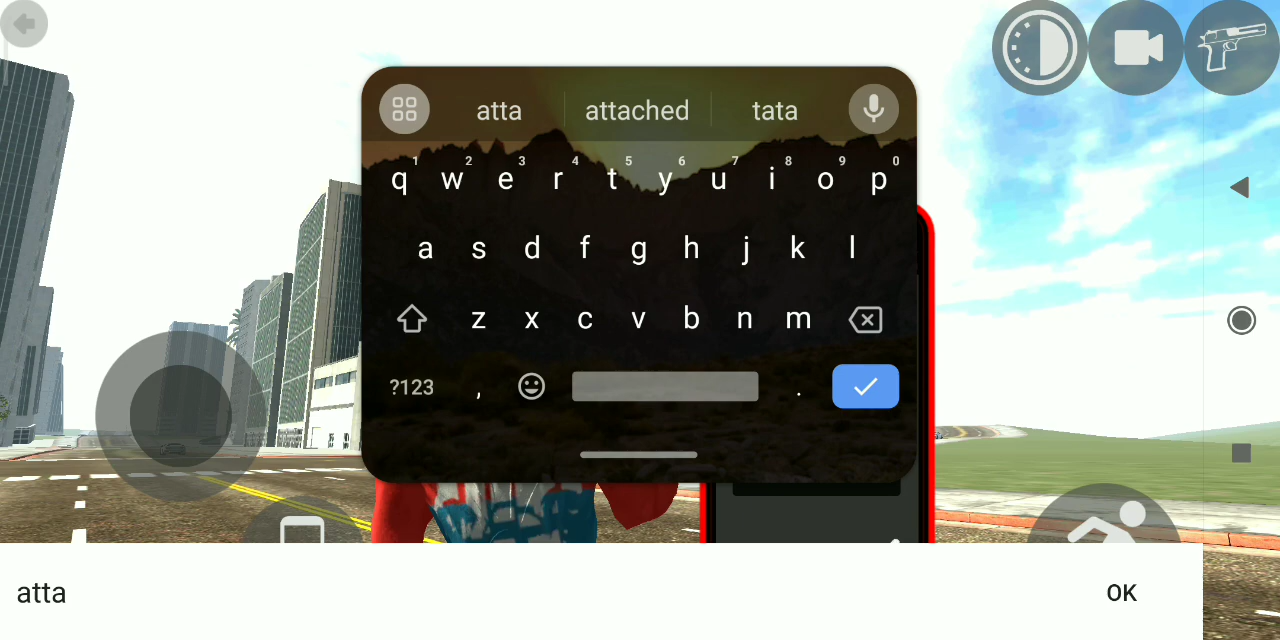 atta attached tata
1 2 3 4 5 6 7 8 9 0
q w e r t y u i o p
a s d f g h j k l
z x c v b n m
?123 , .
atta OK